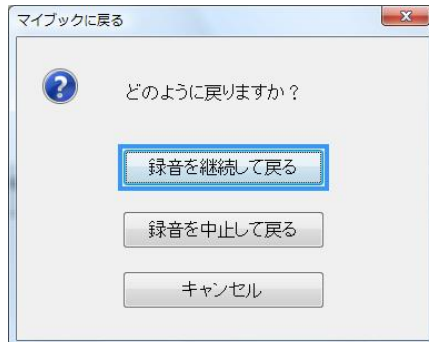 マイブックに戻る
どのように戻りますか？
録音を継続して戻る
録音を中止して戻る
キャンセル